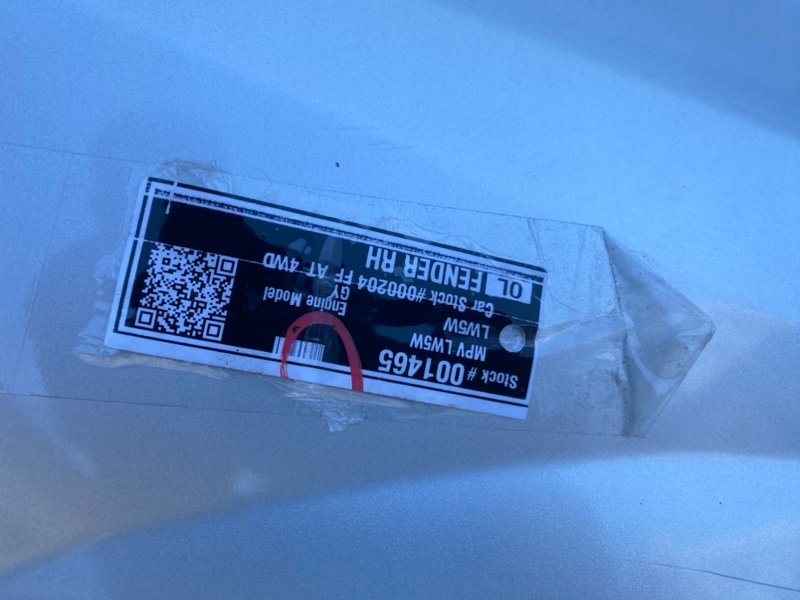 Stock # 001465
MPV LW5W
LW5W
Engine Model
GY
Car Stock #000204 FF AT 4WD
OL FENDER RH